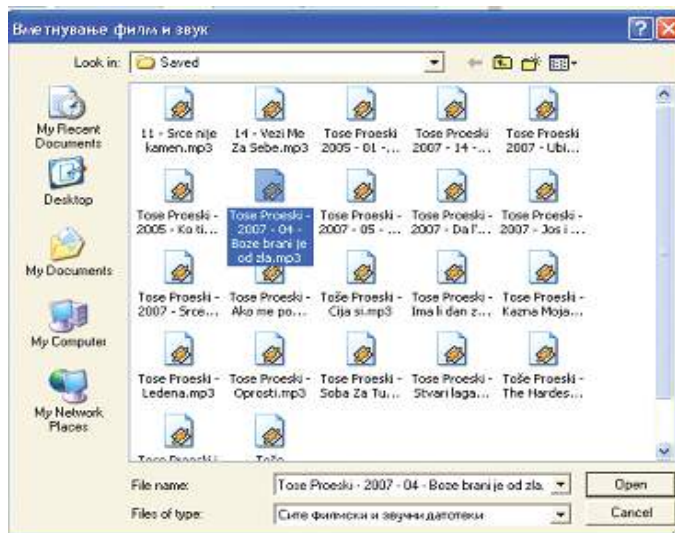 Вметнување филм и звук
Look in:
Saved
My Recent
Documents
Desktop
My Documents
My Computer
My Network
Places
11 - Srce nije
kamen.mp3
14 - Vezi Me
Za Sebe.mp3
Tose Proeski
2005 - 01 -...
Tose Proeski
2007 - 14 -...
Tose Proeski
2007 - Ubi...
Tose Proeski -
2005 - Ko ti...
Tose Proeski -
2007 - 04 -
Boze brani je
od zla.mp3
Tose Proeski -
2007 - 05 - ...
Tose Proeski -
2007 - Da l'...
Tose Proeski -
2007 - Jos i ...
Tose Proeski -
2007 - Srce...
Tose Proeski -
Ako me po...
Toše Proeski -
Cija si.mp3
Tose Proeski -
Ima li dan z...
Tose Proeski -
Kazna Moja...
Tose Proeski -
Ledena.mp3
Tose Proeski -
Oprosti.mp3
Tose Proeski -
Soba Za Tu...
Tose Proeski -
Stvari laga...
Toše Proeski -
The Hardes...
File name:
Tose Proeski - 2007 - 04 - Boze brani je od zla.
Open
Files of type:
Сите филмски и звучни датотеки
Cancel